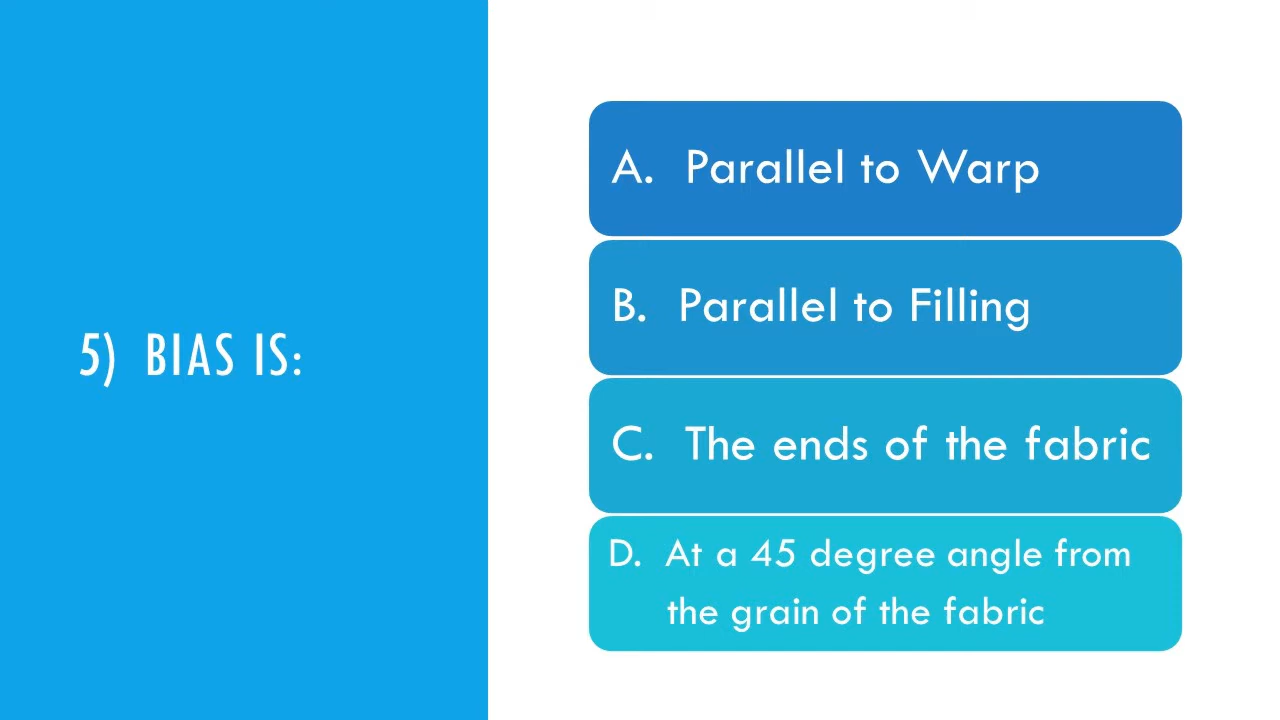 5) BIAS IS:
A. Parallel to Warp
B. Parallel to Filling
C. The ends of the fabric
D. At a 45 degree angle from
the grain of the fabric